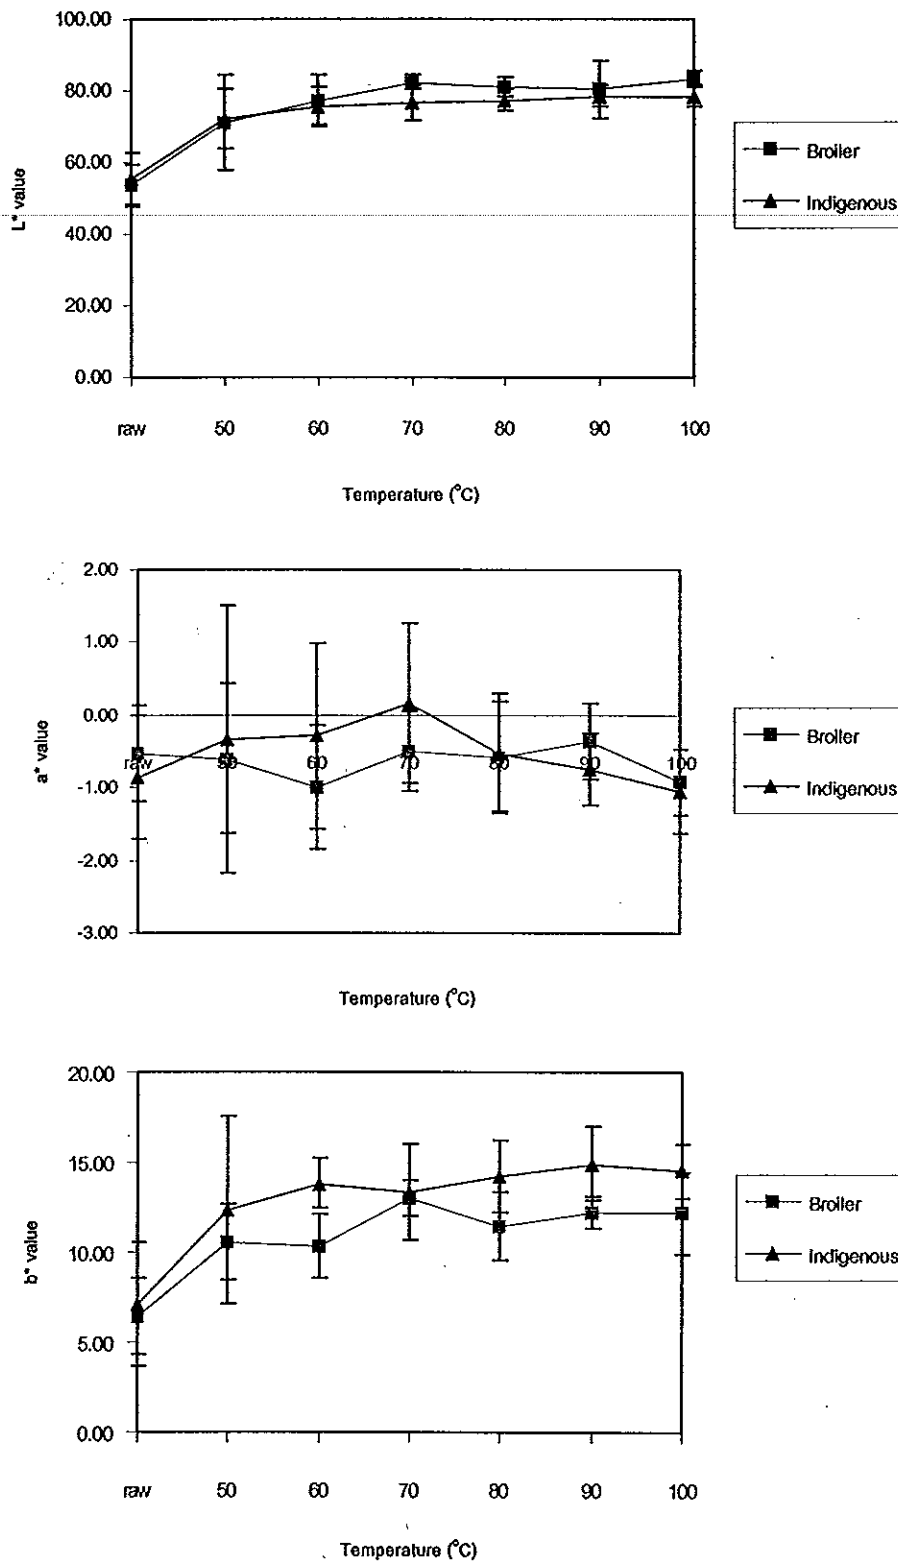 100.00
80.00
60.00
40.00
20.00
0.00
L* value
raw 50 60 70 80 90 100
Temperature (°C)
Broiler
Indigenous
2.00
1.00
0.00
-1.00
-2.00
-3.00
a* value
raw 50 60 70 80 90 100
Temperature (°C)
Broiler
Indigenous
20.00
15.00
10.00
5.00
0.00
b* value
raw 50 60 70 80 90 100
Temperature (°C)
Broiler
Indigenous